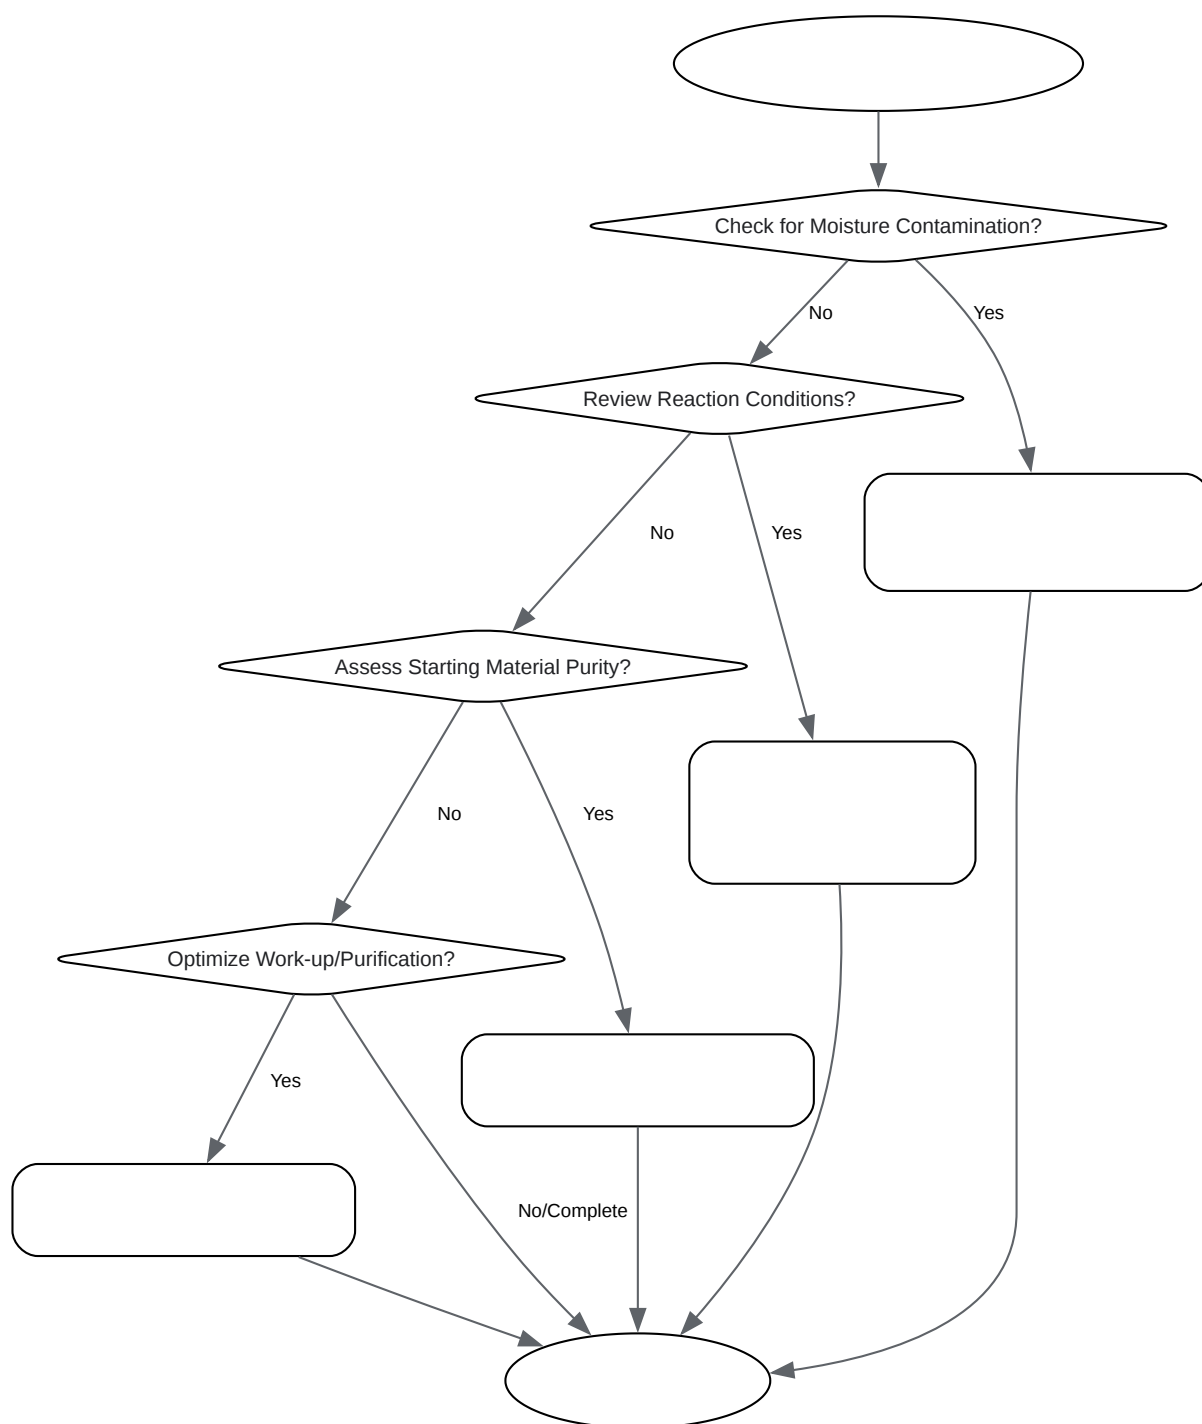 Check for Moisture Contamination?
No
Yes
Review Reaction Conditions?
No
Yes
Assess Starting Material Purity?
No
Yes
Optimize Work-up/Purification?
Yes
No/Complete